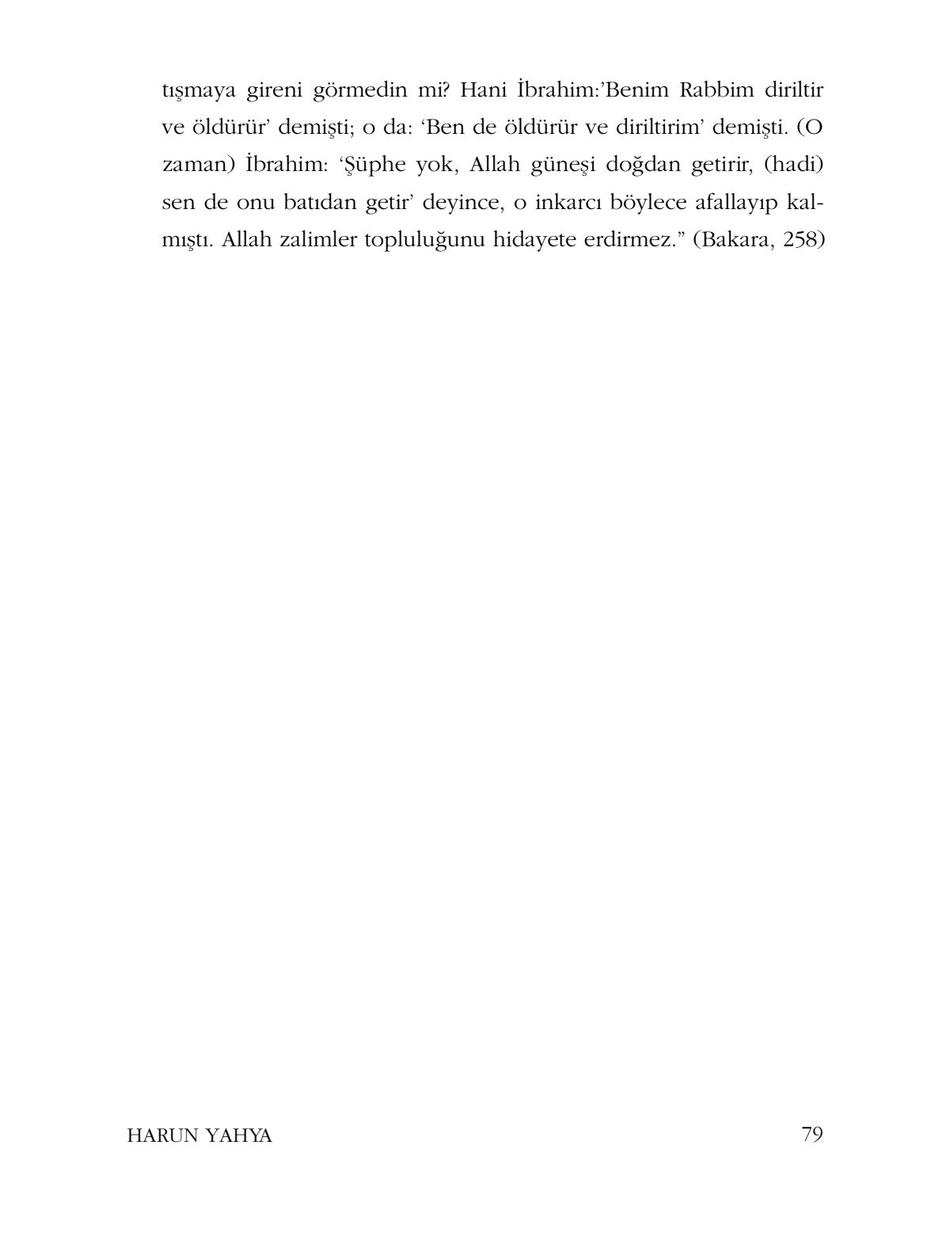 tışmaya gireni görmedin mi? Hani İbrahim:’Benim Rabbim diriltir
ve öldürür’ demişti; o da: ‘Ben de öldürür ve diriltirim’ demişti. (O
zaman) İbrahim: ‘Şüphe yok, Allah güneşi doğdan getirir, (hadi)
sen de onu batıdan getir’ deyince, o inkarcı böylece afallayıp kal-
mıştı. Allah zalimler topluluğunu hidayete erdirmez.” (Bakara, 258)
HARUN YAHYA 79